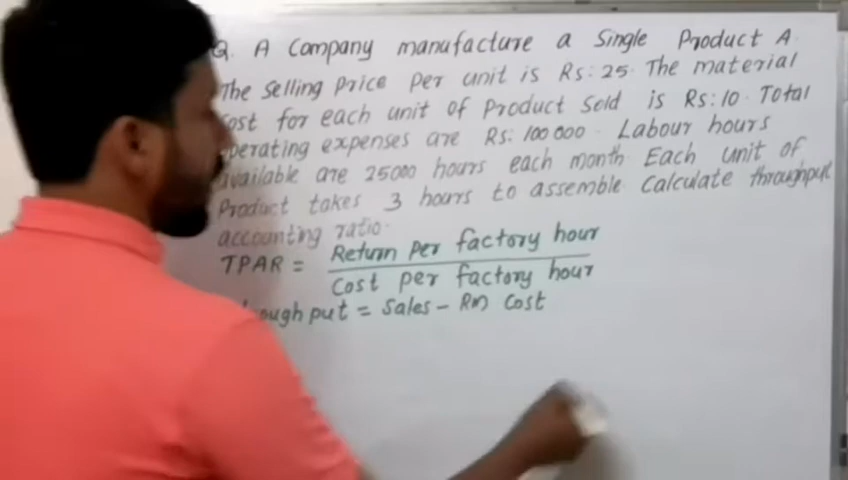 Q. A Company manufacture a Single Product A.
The Selling Price Per unit is Rs: 25. The material
Cost for each unit of Product Sold is Rs: 10. Total
operating expenses are Rs: 100000. Labour hours
available are 25000 hours each month Each unit of
Product takes 3 hours to assemble Calculate throughput
accounting ratio.
TPAR = Return Per factory hour
Cost per factory hour
put = Sales - Rm Cost